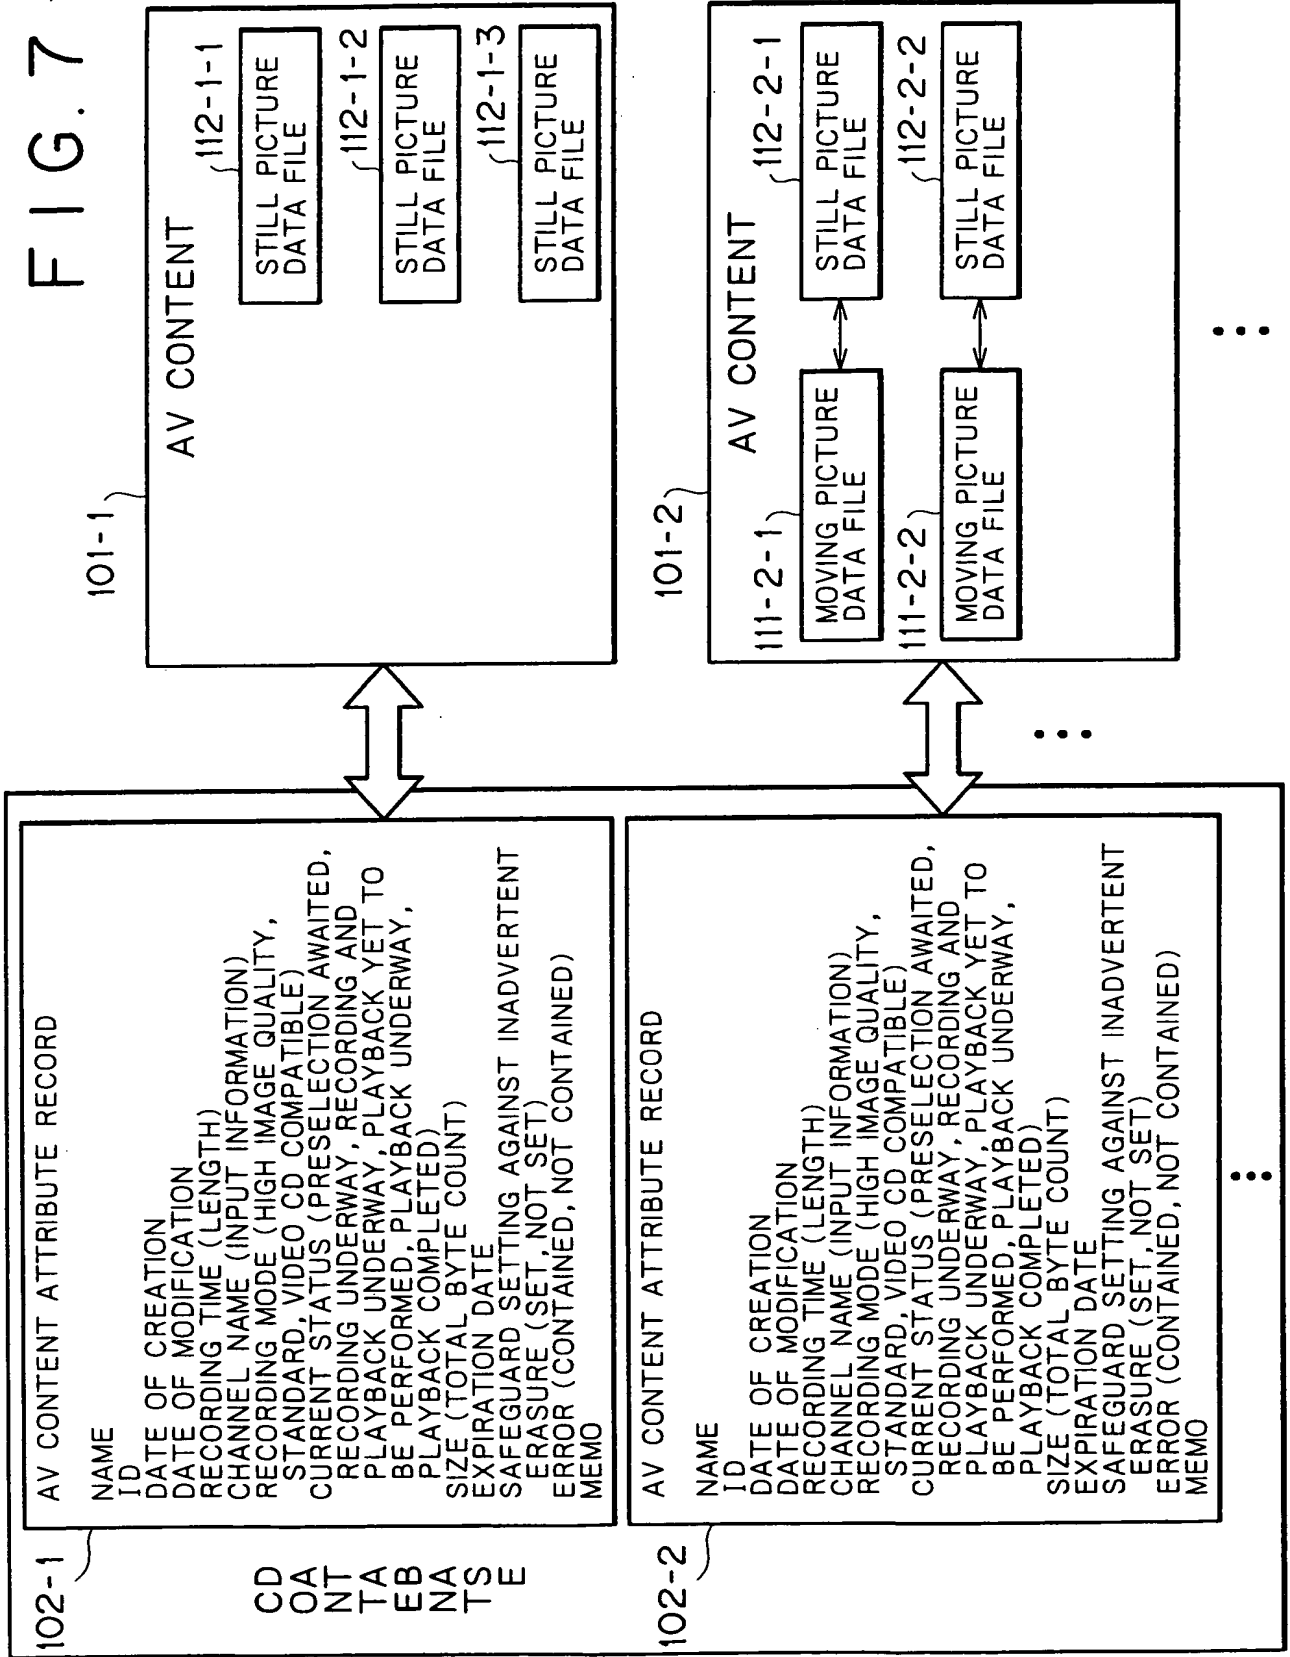 FIG. 7
102-1
AV CONTENT ATTRIBUTE RECORD
NAME
ID
DATE OF CREATION
DATE OF MODIFICATION
RECORDING TIME (LENGTH)
CHANNEL NAME (INPUT INFORMATION)
RECORDING MODE (HIGH IMAGE QUALITY,
STANDARD, VIDEO CD COMPATIBLE)
CURRENT STATUS (PRESELECTION AWAITED,
RECORDING UNDERWAY, RECORDING AND
PLAYBACK UNDERWAY, PLAYBACK YET TO
BE PERFORMED, PLAYBACK UNDERWAY,
PLAYBACK COMPLETED)
SIZE (TOTAL BYTE COUNT)
EXPIRATION DATE
SAFEGUARD SETTING AGAINST INADVERTENT
ERASURE (SET, NOT SET)
ERROR (CONTAINED, NOT CONTAINED)
MEMO
CD
OA
NT
TA
EB
NA
TS
E
101-1
AV CONTENT
112-1-1
STILL PICTURE
DATA FILE
112-1-2
STILL PICTURE
DATA FILE
112-1-3
STILL PICTURE
DATA FILE
102-2
AV CONTENT ATTRIBUTE RECORD
NAME
ID
DATE OF CREATION
DATE OF MODIFICATION
RECORDING TIME (LENGTH)
CHANNEL NAME (INPUT INFORMATION)
RECORDING MODE (HIGH IMAGE QUALITY,
STANDARD, VIDEO CD COMPATIBLE)
CURRENT STATUS (PRESELECTION AWAITED,
RECORDING UNDERWAY, RECORDING AND
PLAYBACK UNDERWAY, PLAYBACK YET TO
BE PERFORMED, PLAYBACK UNDERWAY,
PLAYBACK COMPLETED)
SIZE (TOTAL BYTE COUNT)
EXPIRATION DATE
SAFEGUARD SETTING AGAINST INADVERTENT
ERASURE (SET, NOT SET)
ERROR (CONTAINED, NOT CONTAINED)
MEMO
101-2
AV CONTENT
111-2-1
MOVING PICTURE
DATA FILE
112-2-1
STILL PICTURE
DATA FILE
111-2-2
MOVING PICTURE
DATA FILE
112-2-2
STILL PICTURE
DATA FILE